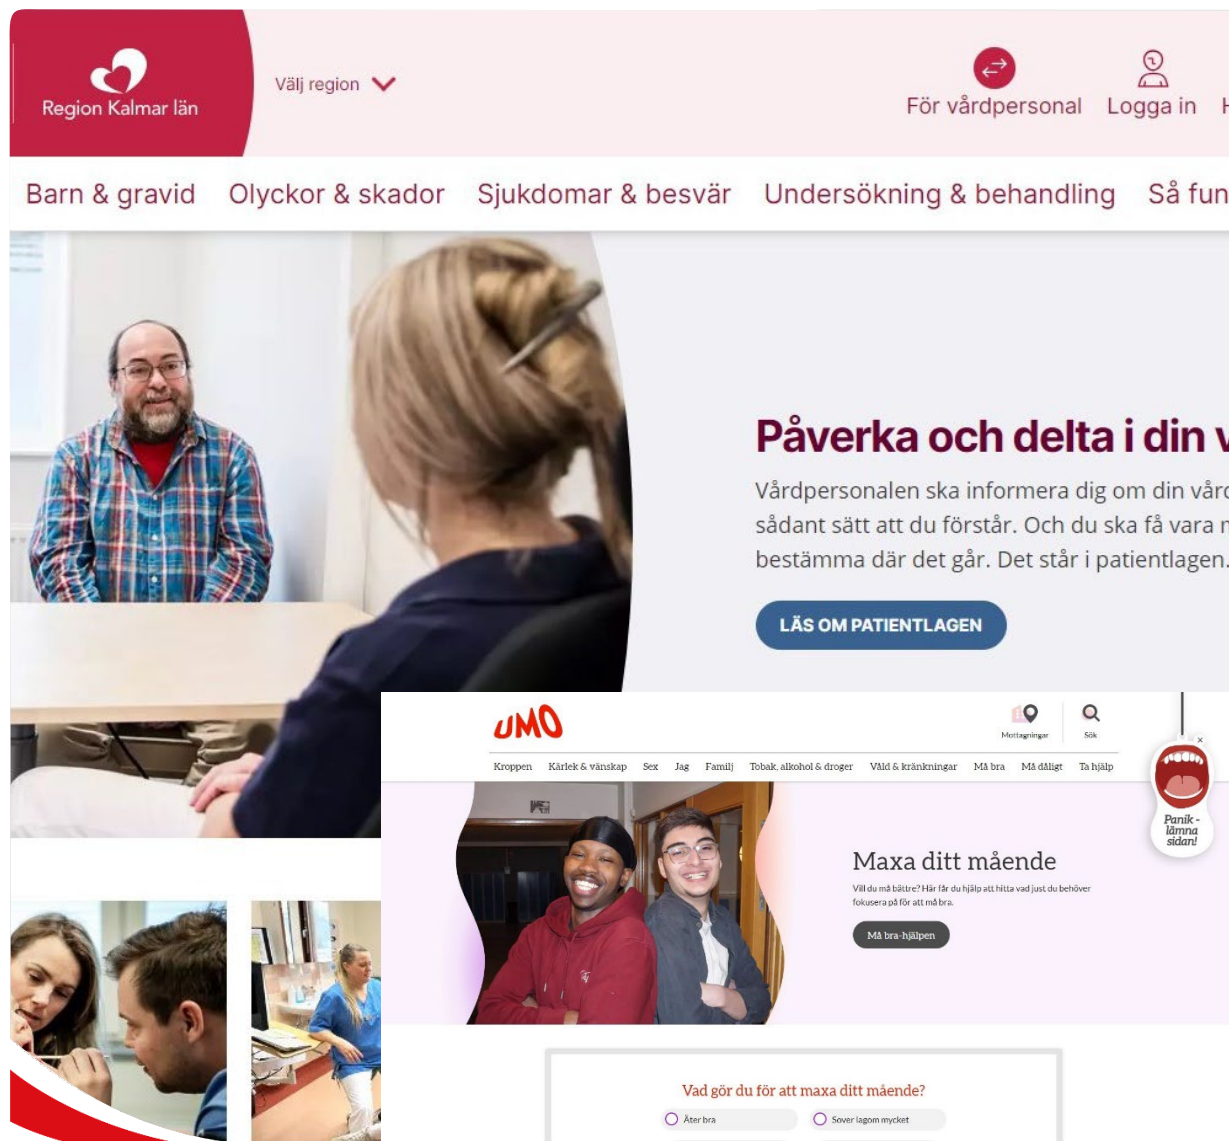 Region Kalmar län
Välj region
För vårdpersonal
Logga in
Barn & gravid
Olyckor & skador
Sjukdomar & besvär
Undersökning & behandling
Så fun
Påverka och delta i din v
Vårdpersonalen ska informera dig om din vård
sådant sätt att du förstår. Och du ska få vara
bestämma där det går. Det står i patientlagen.
LÄS OM PATIENTLAGEN
UMO
Mottagningar
Sök
Kroppen
Kärlek & vänskap
Sex
Jag
Familj
Tobak, alkohol & droger
Våld & kränkningar
Må bra
Må dåligt
Ta hjälp
Panik -
lämna
sidan!
Maxa ditt mående
Vill du må bättre? Här får du hjälp att hitta vad just du behöver
fokusera på för att må bra.
Må bra-hjälpen
Vad gör du för att maxa ditt mående?
Äter bra
Sover lagom mycket